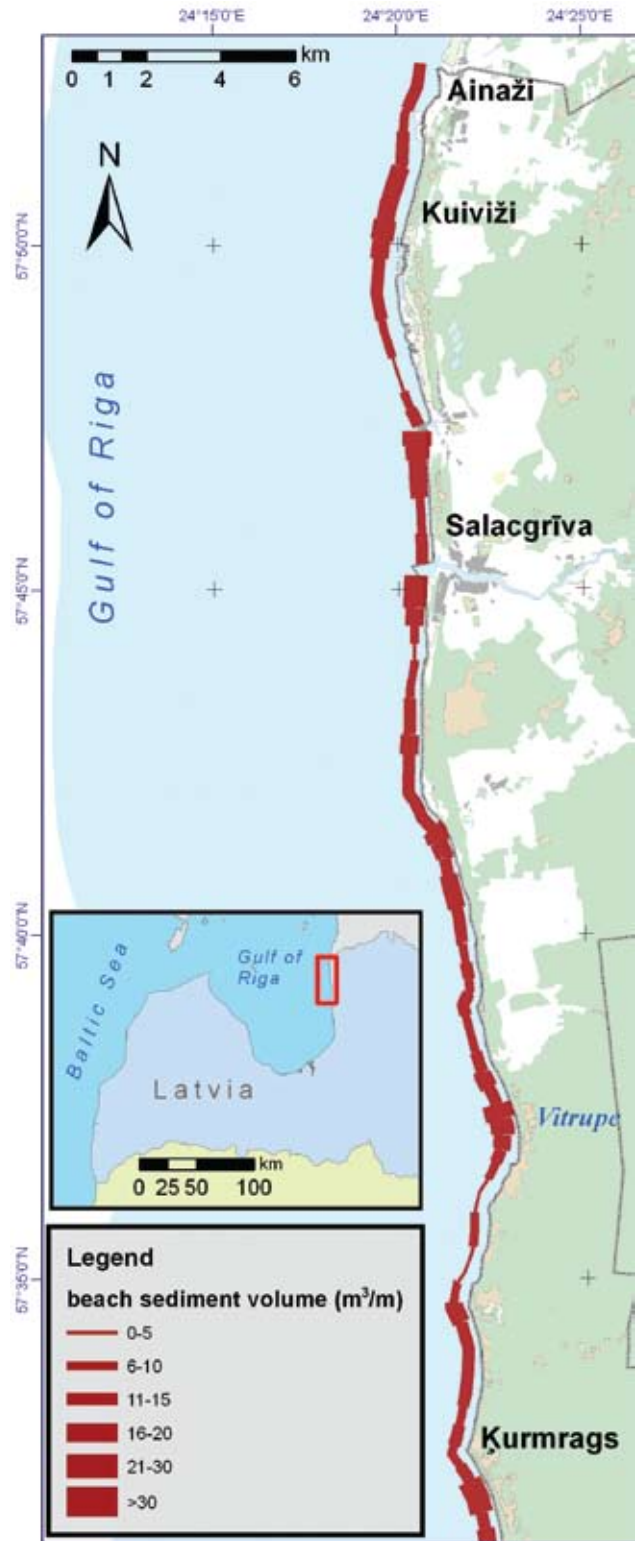 24°15'0"E 24°20'0"E 24°25'0"E
km
0 1 2 4 6
Ainaži
N
Kuiviži
57°50'0"N
Gulf of Riga
Salacgrīva
57°45'0"N
57°40'0"N
Gulf of
Riga
Baltic Sea
Latvia
km
0 25 50 100
Vitrupe
57°35'0"N
Legend
beach sediment volume (m³/m)
0-5
6-10
11-15
16-20
21-30
>30
Ķurmrags